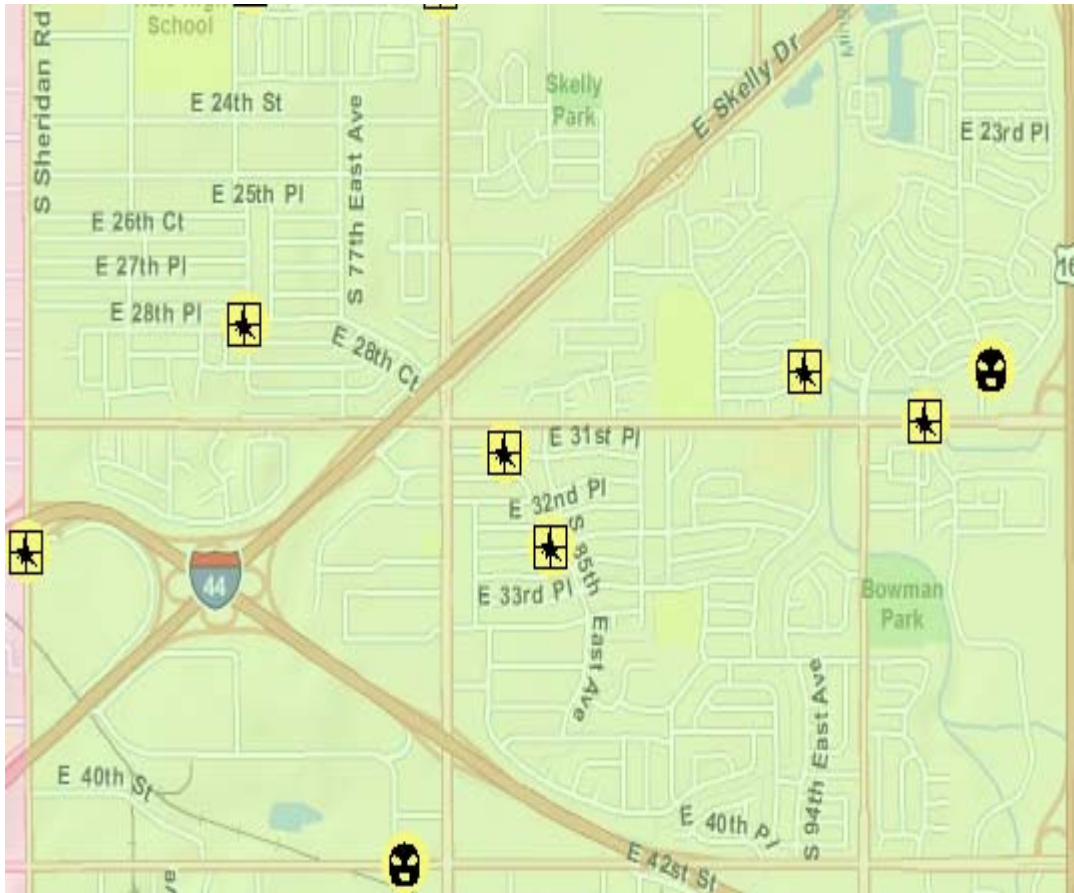 School
S Sheridan Rd
E 24th St
S 77th East Ave
Skelly
Park
E Skelly Dr
E 23rd Pl
E 25th Pl
E 26th Ct
E 27th Pl
E 28th Pl
E 28th Ct
16
E 31st Pl
E 32nd Pl
S 85th East Ave
44
E 33rd Pl
Bowman
Park
S 94th East Ave
E 40th St
E 40th Pl
E 42st St